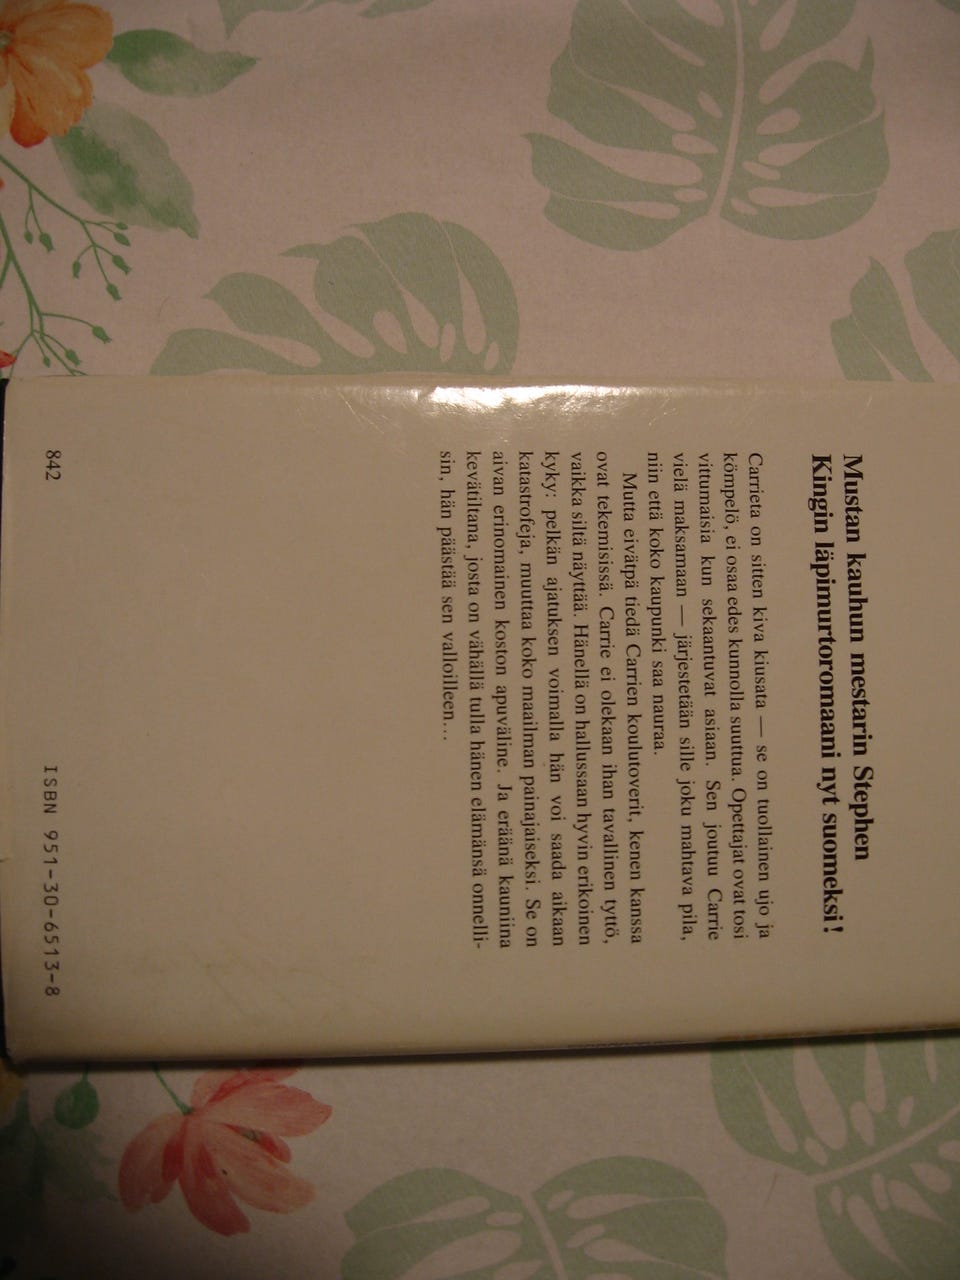 Mustan kauhun mestarin Stephen
Kingin läpimurtoromaani nyt suomeksi!
Carrieta on sitten kiva kiusata — se on tuollainen ujo ja
kömpelö, ei osaa edes kunnolla suuttua. Opettajat ovat tosi
vittumaisia kun sekaantuvat asiaan. Sen joutuu Carrie
vielä maksamaan — järjestetään sille joku mahtava pila,
niin että koko kaupunki saa nauraa.
Mutta eivätpä tiedä Carrien koulutoverit, kenen kanssa
ovat tekemisissä. Carrie ei olekaan ihan tavallinen tyttö,
vaikka siltä näyttää. Hänellä on hallussaan hyvin erikoinen
kyky: pelkän ajatuksen voimalla hän voi saada aikaan
katastrofeja, muuttaa koko maailman painajaiseksi. Se on
aivan erinomainen koston apuväline. Ja eräänä kauniina
kevätiltana, josta on vähällä tulla hänen elämänsä onnelli-
sin, hän päästää sen valloilleen...
842
ISBN 951-30-6513-8